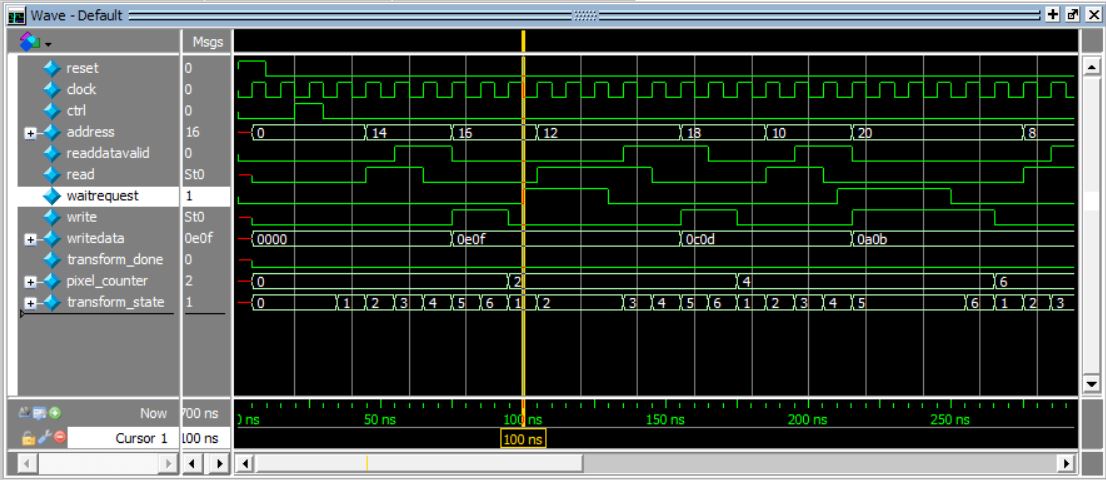 Wave - Default
Msgs
reset 0
clock 0
ctrl 0
address 16 0 14 16 12 18 10 20 8
readdatavalid 0
read St0
waitrequest 1
write St0
writedata 0e0f 0000 0e0f 0c0d 0a0b
transform_done 0
pixel_counter 2 0 2 4 6
transform_state 1 0 1 2 3 4 5 6 1 2 3 4 5 6 1 2 3 4 5 6 1 2 3
Now 700 ns ns 50 ns 100 ns 150 ns 200 ns 250 ns
Cursor 1 100 ns 100 ns